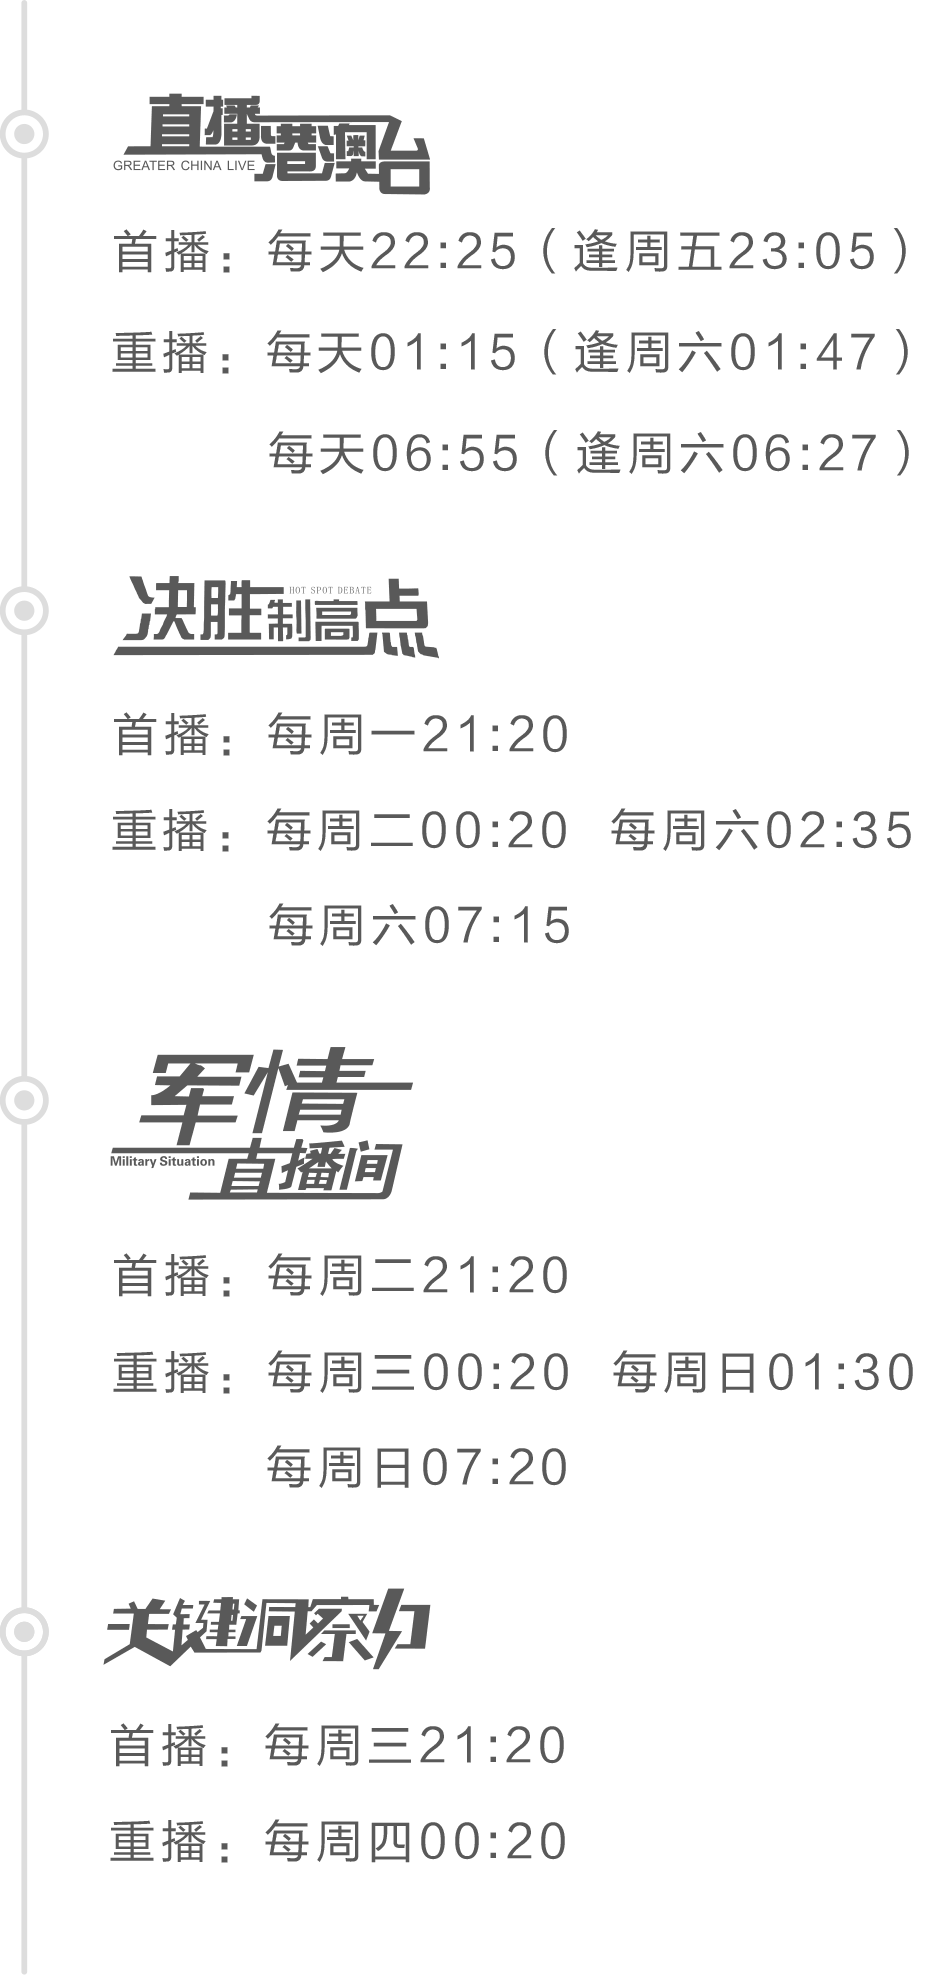 直播港澳台
GREATER CHINA LIVE
首播：每天22:25（逢周五23:05）
重播：每天01:15（逢周六01:47）
每天06:55（逢周六06:27）
决胜制高点
HOT SPOT DEBATE
首播：每周一21:20
重播：每周二00:20 每周六02:35
每周六07:15
军情
直播间
Military Situation
首播：每周二21:20
重播：每周三00:20 每周日01:30
每周日07:20
关键洞察力
首播：每周三21:20
重播：每周四00:20